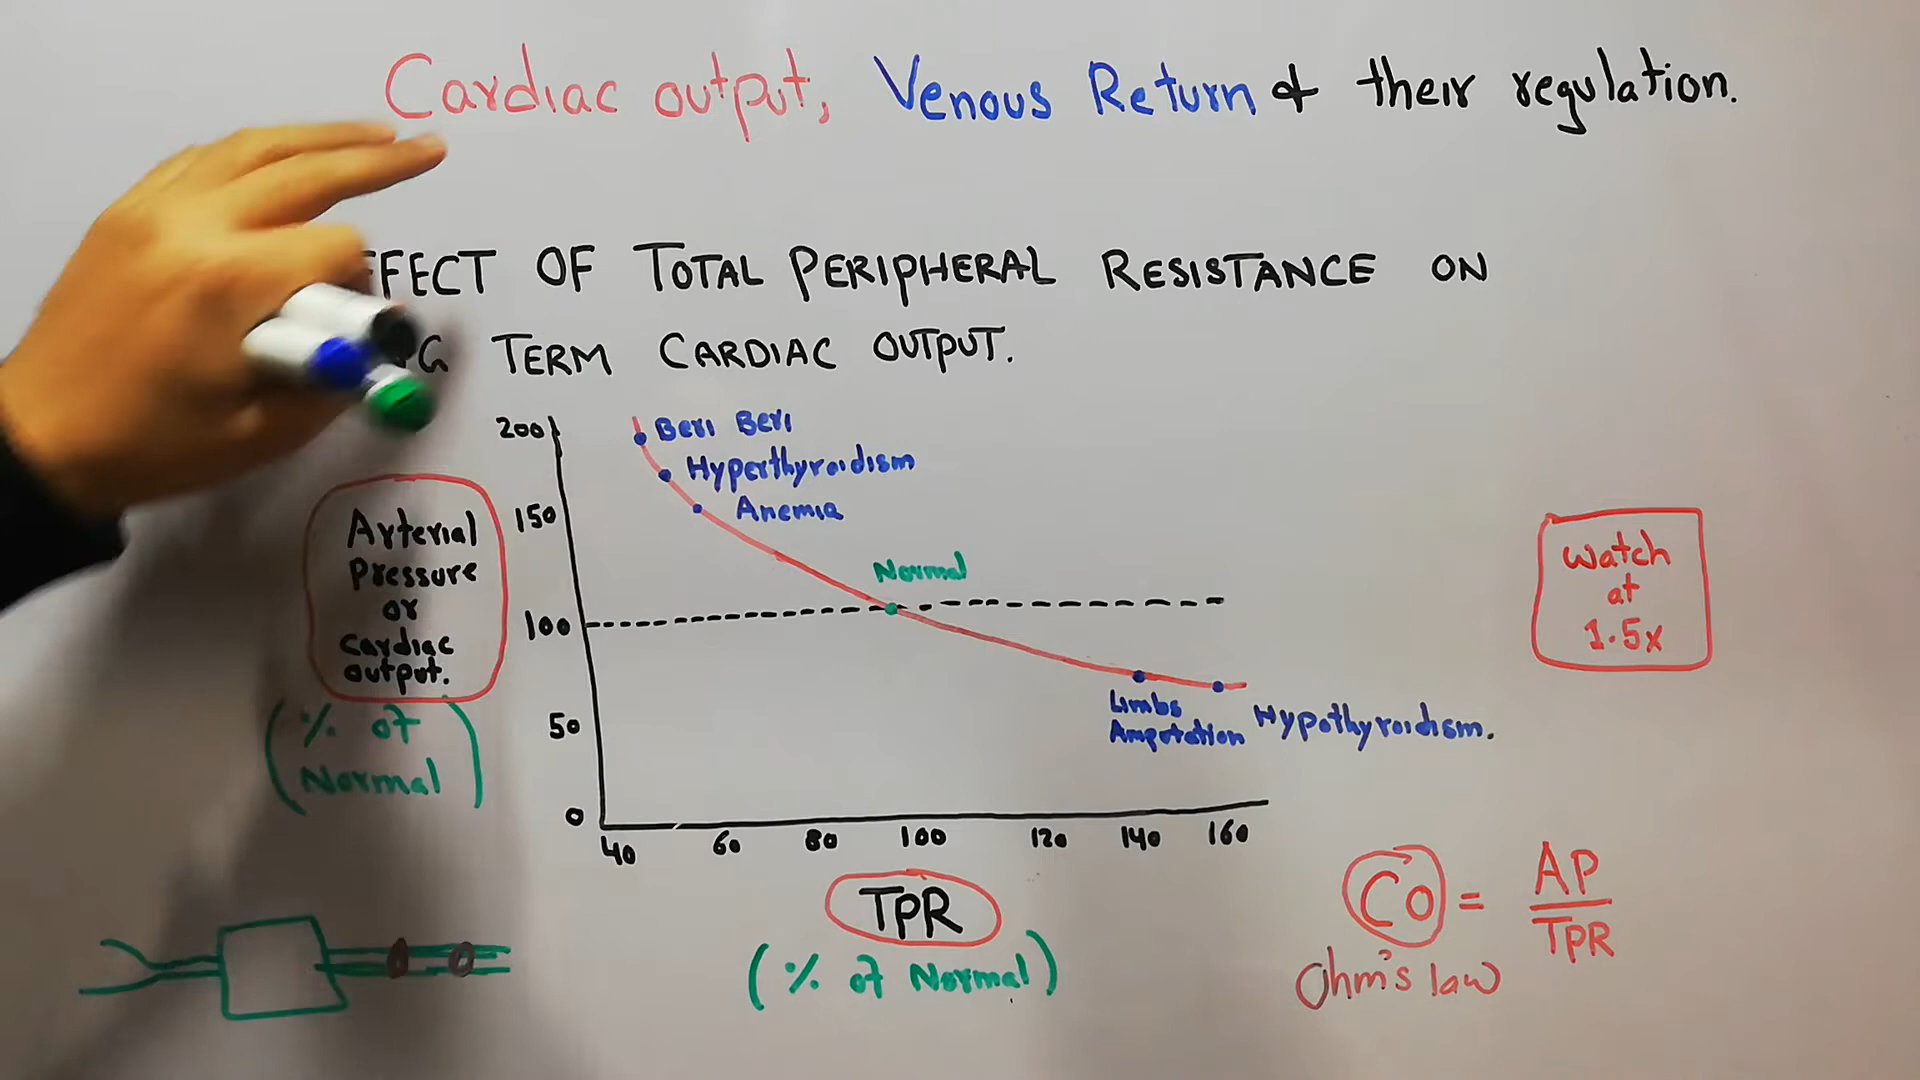 Cardiac output, Venous Return & their regulation.
FFECT OF TOTAL PERIPHERAL RESISTANCE ON
G TERM CARDIAC OUTPUT.
200
Beri Beri
Hyperthyroidism
150
Anemia
Arterial
Pressure
or
Cardiac
output.
(% of
Normal)
Normal
100
50
0
Limbs
Amputation
Hypothyroidism.
40 60 80 100 120 140 160
TPR
(% of Normal)
Watch
at
1.5x
CO = AP
TPR
Ohm's law